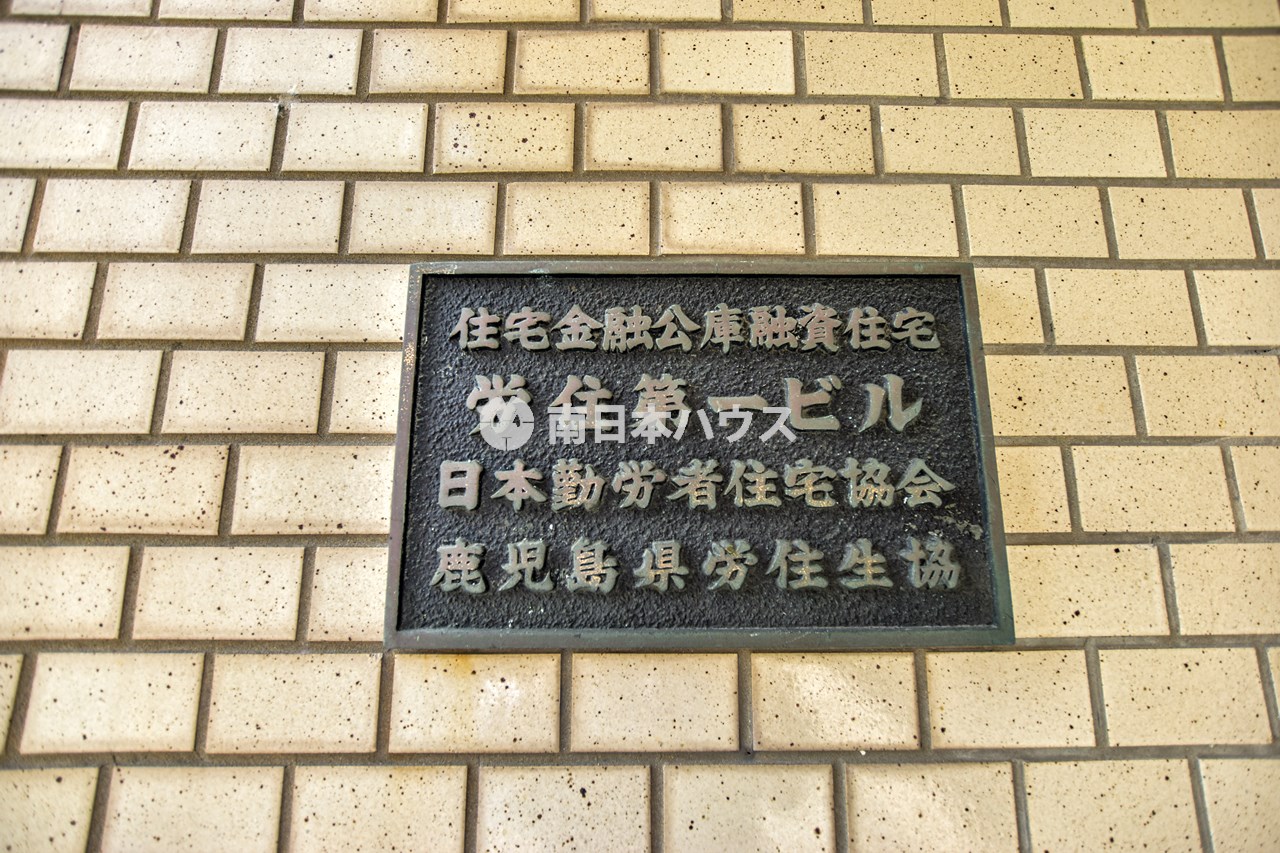 住宅金融公庫融資住宅
労住第一ビル
南日本ハウス
日本勤労者住宅協会
鹿児島県労住生協